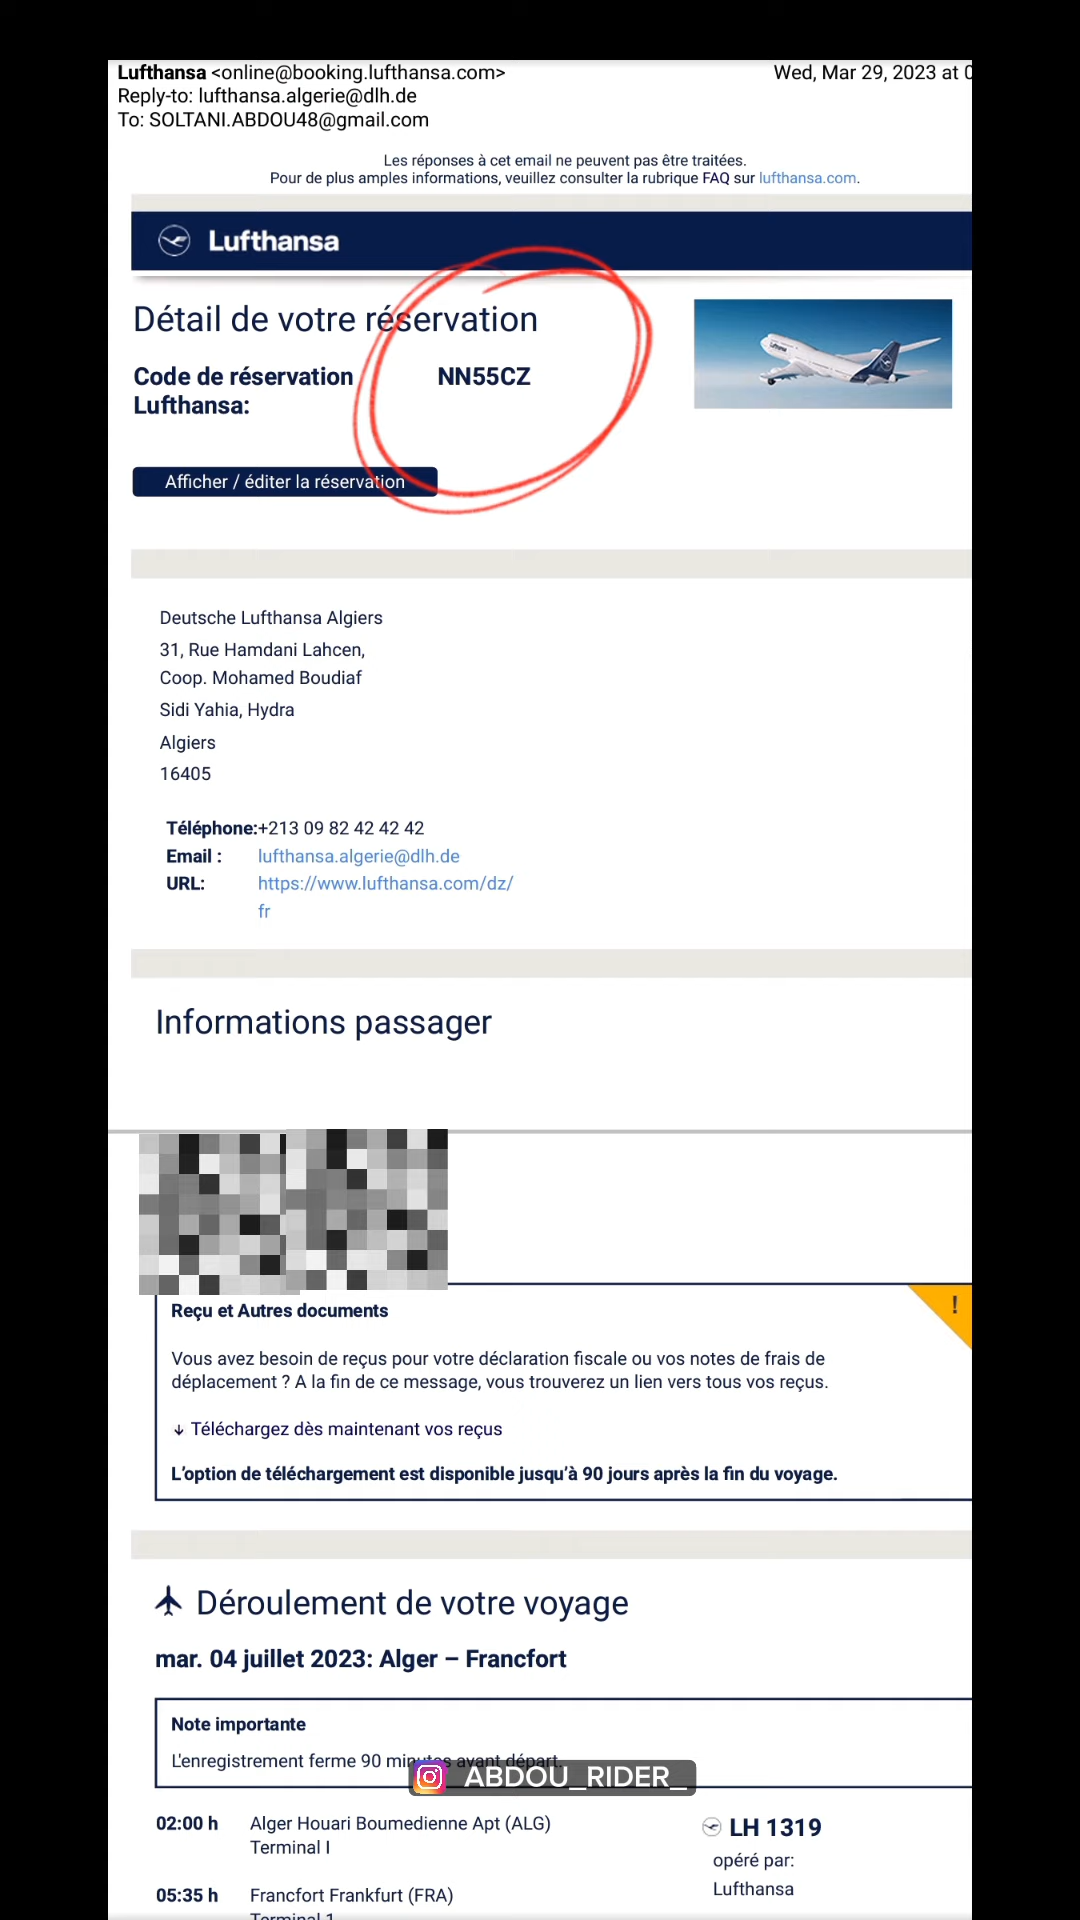 Lufthansa <online@booking.lufthansa.com>
Wed, Mar 29, 2023 at
Reply-to: lufthansa.algerie@dlh.de
To: SOLTANI.ABDOU48@gmail.com
Les réponses à cet email ne peuvent pas être traitées.
Pour de plus amples informations, veuillez consulter la rubrique FAQ sur lufthansa.com.
Lufthansa
Détail de votre réservation
Code de réservation Lufthansa:
NN55CZ
Afficher / éditer la réservation
Deutsche Lufthansa Algiers
31, Rue Hamdani Lahcen,
Coop. Mohamed Boudiaf
Sidi Yahia, Hydra
Algiers
16405
Téléphone:+213 09 82 42 42 42
Email : lufthansa.algerie@dlh.de
URL: https://www.lufthansa.com/dz/
fr
Informations passager
!
Reçu et Autres documents
Vous avez besoin de reçus pour votre déclaration fiscale ou vos notes de frais de
déplacement ? A la fin de ce message, vous trouverez un lien vers tous vos reçus.
↓ Téléchargez dès maintenant vos reçus
L'option de téléchargement est disponible jusqu'à 90 jours après la fin du voyage.
Déroulement de votre voyage
mar. 04 juillet 2023: Alger – Francfort
Note importante
L'enregistrement ferme 90 minutes avant départ.
ABDOU_RIDER_
02:00 h Alger Houari Boumedienne Apt (ALG)
Terminal I
LH 1319
opéré par:
Lufthansa
05:35 h Francfort Frankfurt (FRA)
Terminal 1